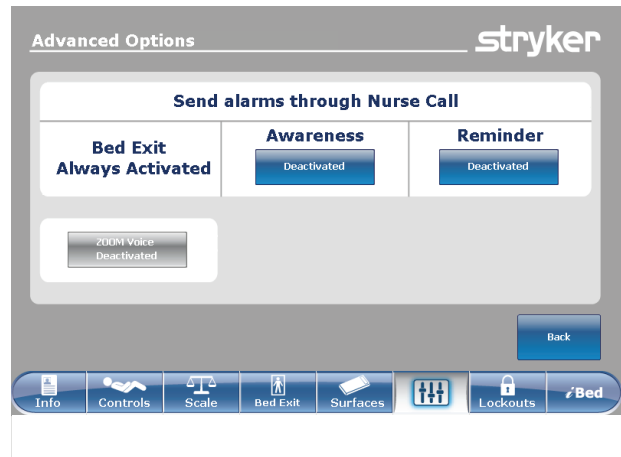 Advanced Options
stryker
Send alarms through Nurse Call
Bed Exit
Always Activated
Awareness
Deactivated
Reminder
Deactivated
ZOOM Voice
Deactivated
Back
Info
Controls
Scale
Bed Exit
Surfaces
Lockouts
iBed